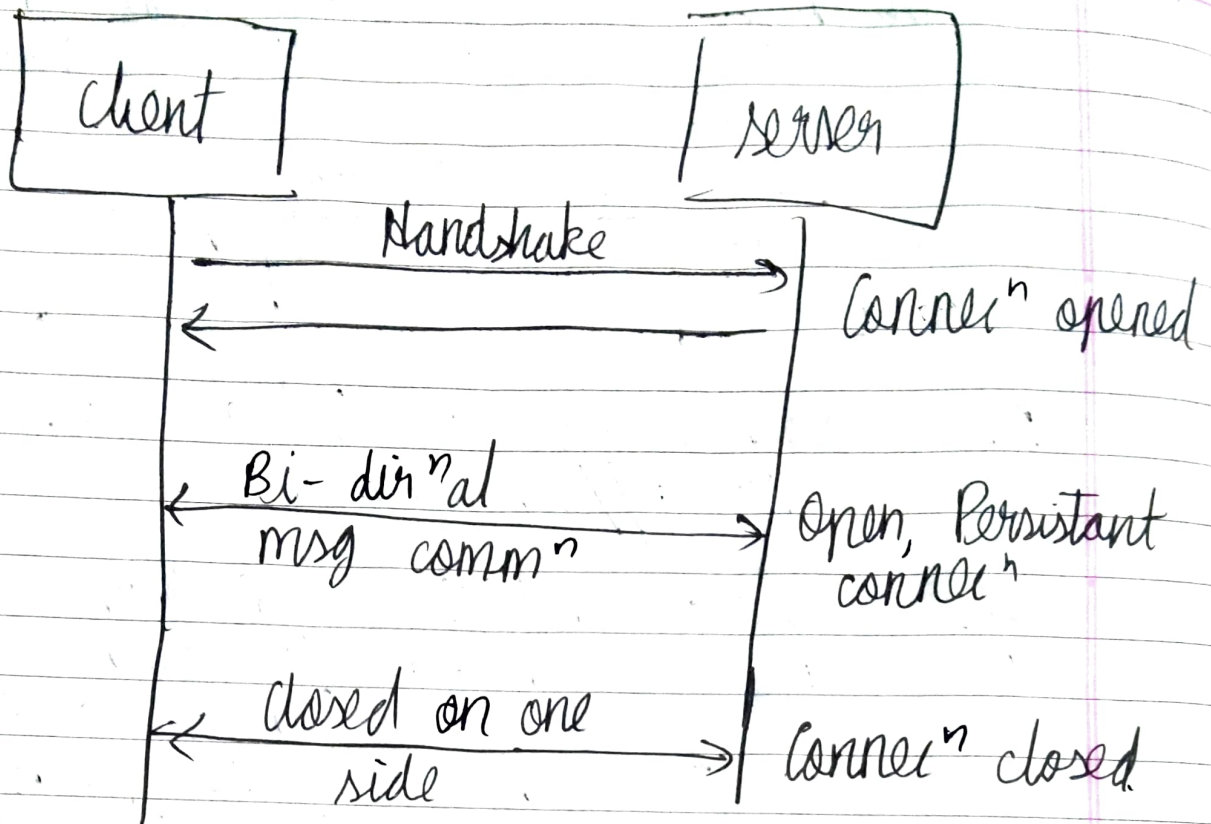 Client
Server
Handshake
Connecⁿ opened
Bi-dirⁿal
msg commⁿ
Open, Persistant
connecⁿ
Closed on one
side
Connecⁿ closed.